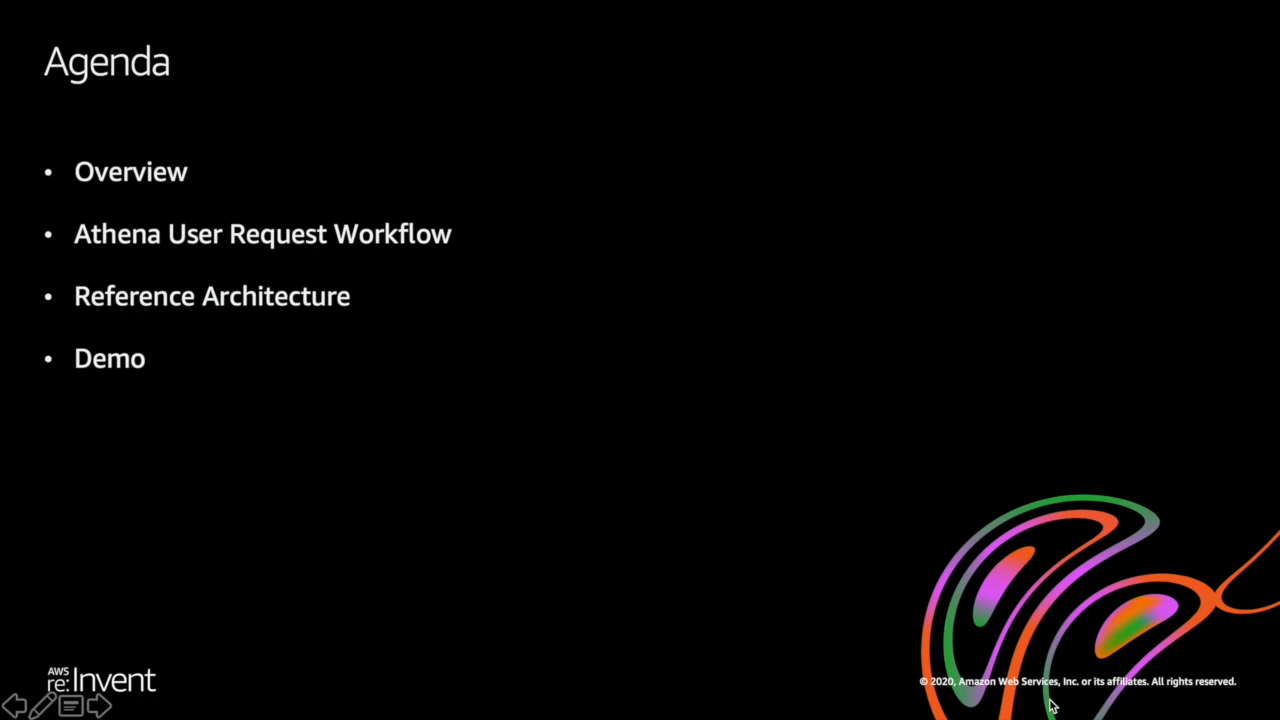 Agenda
• Overview
• Athena User Request Workflow
• Reference Architecture
• Demo
AWS
re:Invent
© 2020, Amazon Web Services, Inc. or its affiliates. All rights reserved.